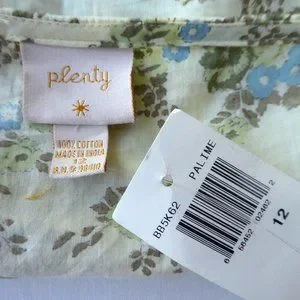 plenty
100% COTTON
MADE IN INDIA
PALIME
BB5K62
12